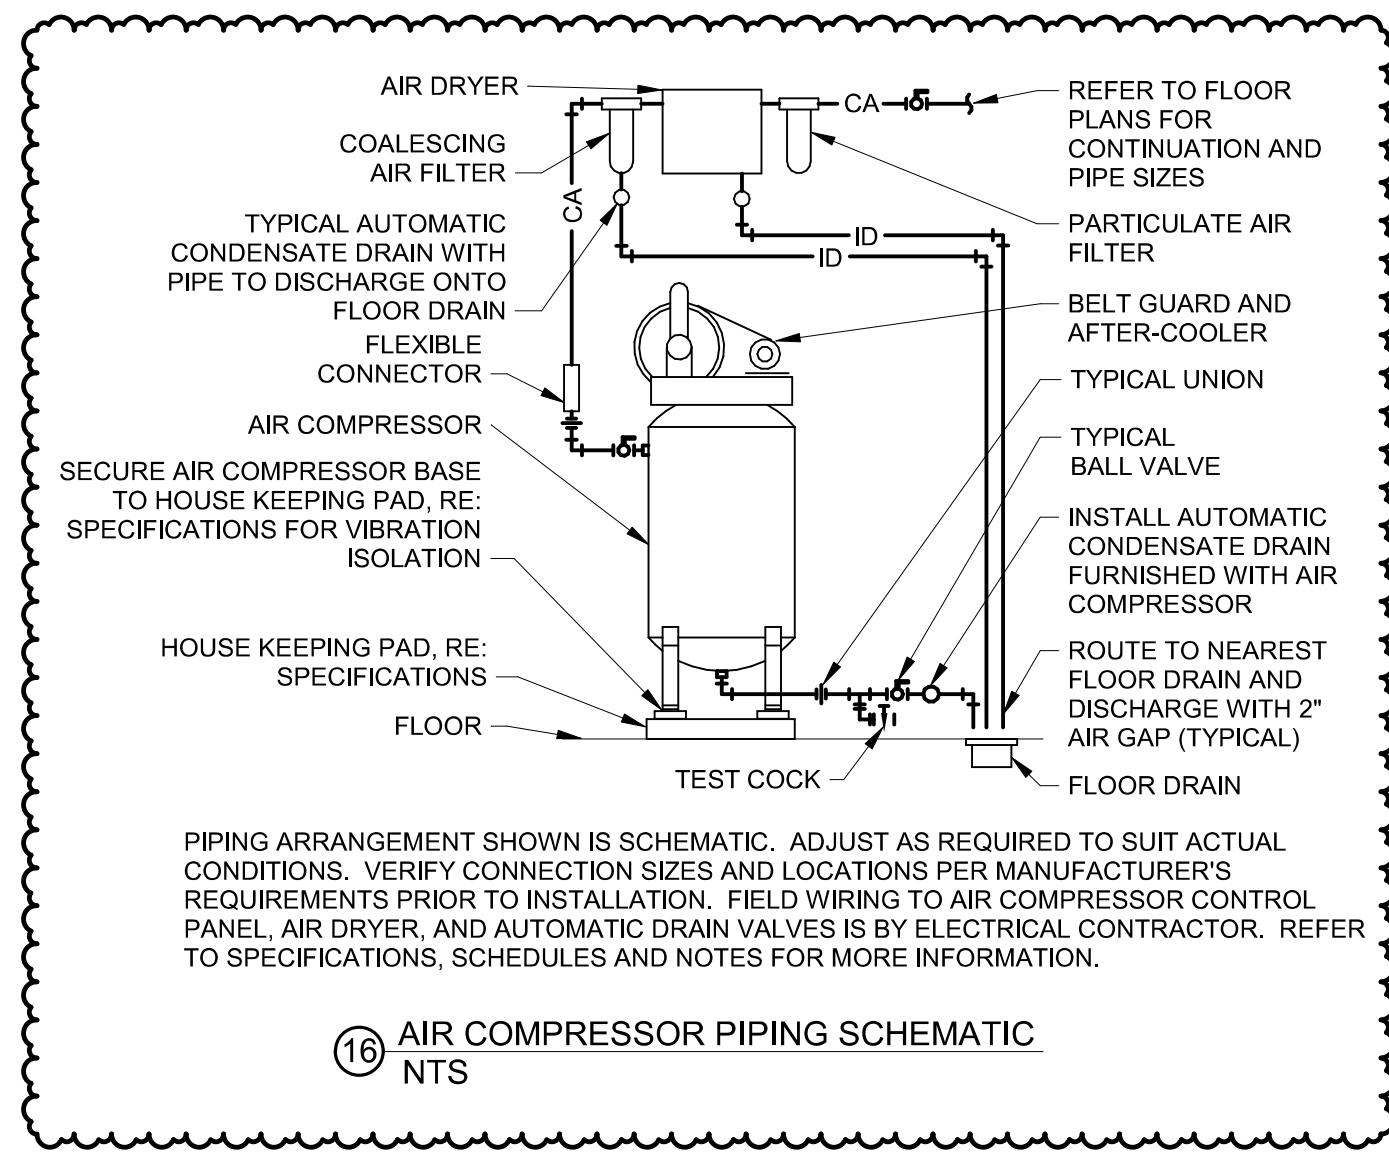 AIR DRYER
COALESCING
AIR FILTER
TYPICAL AUTOMATIC
CONDENSATE DRAIN WITH
PIPE TO DISCHARGE ONTO
FLOOR DRAIN
FLEXIBLE
CONNECTOR
AIR COMPRESSOR
SECURE AIR COMPRESSOR BASE
TO HOUSE KEEPING PAD, RE:
SPECIFICATIONS FOR VIBRATION
ISOLATION
HOUSE KEEPING PAD, RE:
SPECIFICATIONS
FLOOR
CA
CA
ID
ID
TEST COCK
REFER TO FLOOR
PLANS FOR
CONTINUATION AND
PIPE SIZES
PARTICULATE AIR
FILTER
BELT GUARD AND
AFTER-COOLER
TYPICAL UNION
TYPICAL
BALL VALVE
INSTALL AUTOMATIC
CONDENSATE DRAIN
FURNISHED WITH AIR
COMPRESSOR
ROUTE TO NEAREST
FLOOR DRAIN AND
DISCHARGE WITH 2"
AIR GAP (TYPICAL)
FLOOR DRAIN
PIPING ARRANGEMENT SHOWN IS SCHEMATIC. ADJUST AS REQUIRED TO SUIT ACTUAL
CONDITIONS. VERIFY CONNECTION SIZES AND LOCATIONS PER MANUFACTURER'S
REQUIREMENTS PRIOR TO INSTALLATION. FIELD WIRING TO AIR COMPRESSOR CONTROL
PANEL, AIR DRYER, AND AUTOMATIC DRAIN VALVES IS BY ELECTRICAL CONTRACTOR. REFER
TO SPECIFICATIONS, SCHEDULES AND NOTES FOR MORE INFORMATION.
16 AIR COMPRESSOR PIPING SCHEMATIC
NTS